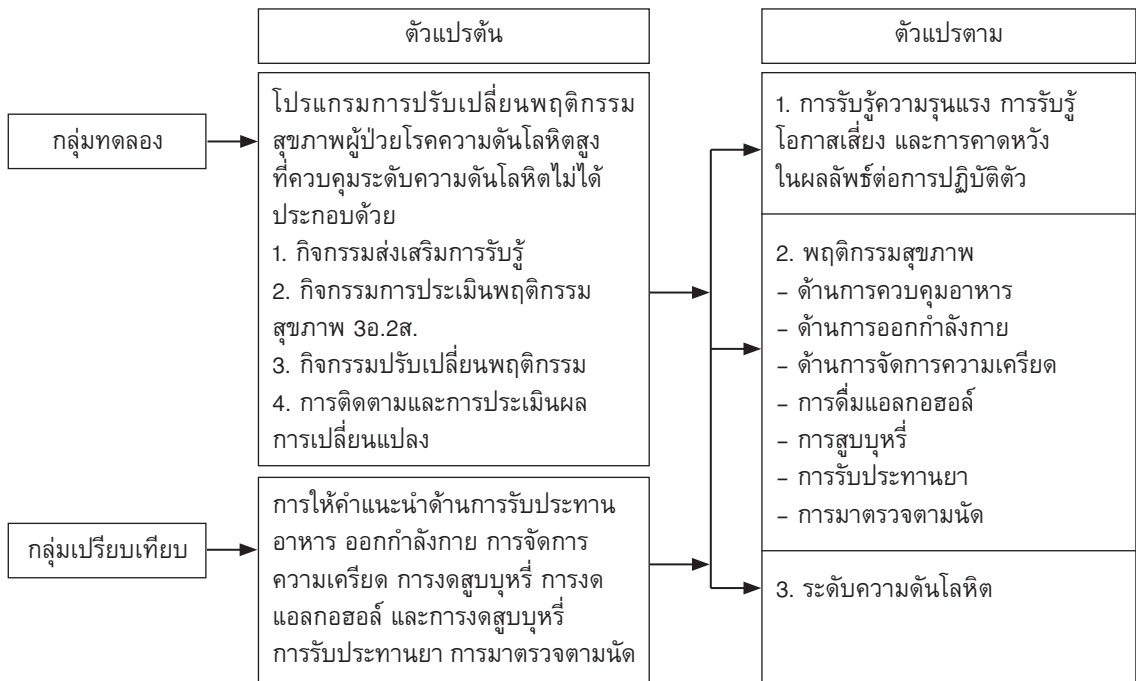 ตัวแปรต้น
ตัวแปรตาม
กลุ่มทดลอง
โปรแกรมการปรับเปลี่ยนพฤติกรรม
สุขภาพผู้ป่วยโรคความดันโลหิตสูง
ที่ควบคุมระดับความดันโลหิตไม่ได้
ประกอบด้วย
1. กิจกรรมส่งเสริมการรับรู้
2. กิจกรรมการประเมินพฤติกรรม
สุขภาพ 3อ.2ส.
3. กิจกรรมปรับเปลี่ยนพฤติกรรม
4. การติดตามและการประเมินผล
การเปลี่ยนแปลง
กลุ่มเปรียบเทียบ
การให้คำแนะนำด้านการรับประทาน
อาหาร ออกกำลังกาย การจัดการ
ความเครียด การงดสูบบุหรี่ การงด
แอลกอฮอล์ และการงดสูบบุหรี่
การรับประทานยา การมาตรวจตามนัด
1. การรับรู้ความรุนแรง การรับรู้
โอกาสเสี่ยง และการคาดหวัง
ในผลลัพธ์ต่อการปฏิบัติตัว
2. พฤติกรรมสุขภาพ
– ด้านการควบคุมอาหาร
– ด้านการออกกำลังกาย
– ด้านการจัดการความเครียด
– การดื่มแอลกอฮอล์
– การสูบบุหรี่
– การรับประทานยา
– การมาตรวจตามนัด
3. ระดับความดันโลหิต